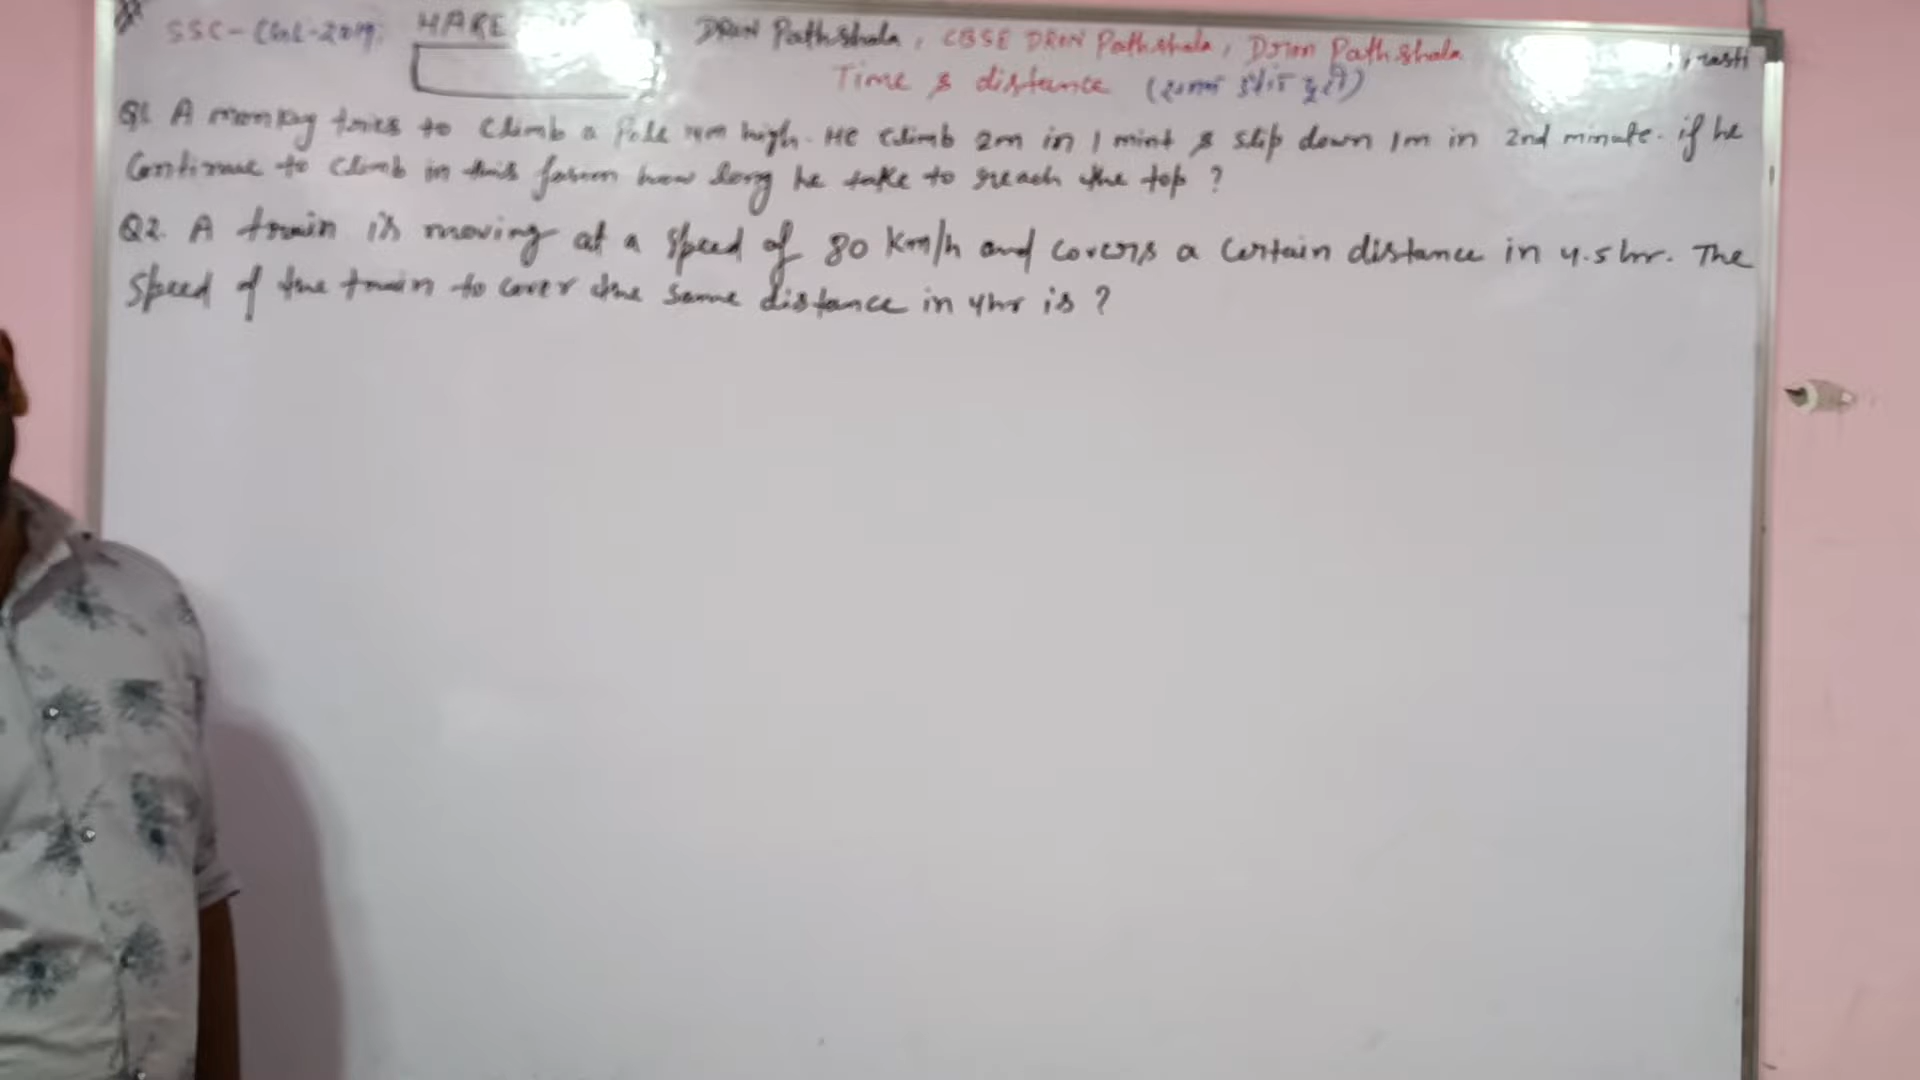 SSC-CGL-2019. HARE DRON Pathshala, CBSE DRON Pathshala, Dron Pathshala
Time & distance (समय और दूरी)
Q1. A monkey tries to climb a Pole 14m high. He climb 2m in 1 mint & slip down 1m in 2nd minute. if he
Continue to climb in this fasion how long he take to reach the top ?
Q2. A train is moving at a speed of 80 Km/h and covers a certain distance in 4.5 hr. The
speed of the train to cover the same distance in 4hr is ?